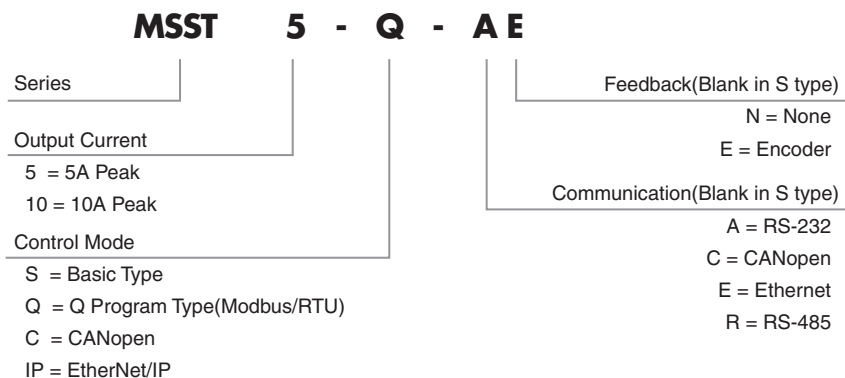 MSST 5 - Q - A E
Series
Output Current
5 = 5A Peak
10 = 10A Peak
Control Mode
S = Basic Type
Q = Q Program Type(Modbus/RTU)
C = CANopen
IP = EtherNet/IP
Feedback(Blank in S type)
N = None
E = Encoder
Communication(Blank in S type)
A = RS-232
C = CANopen
E = Ethernet
R = RS-485